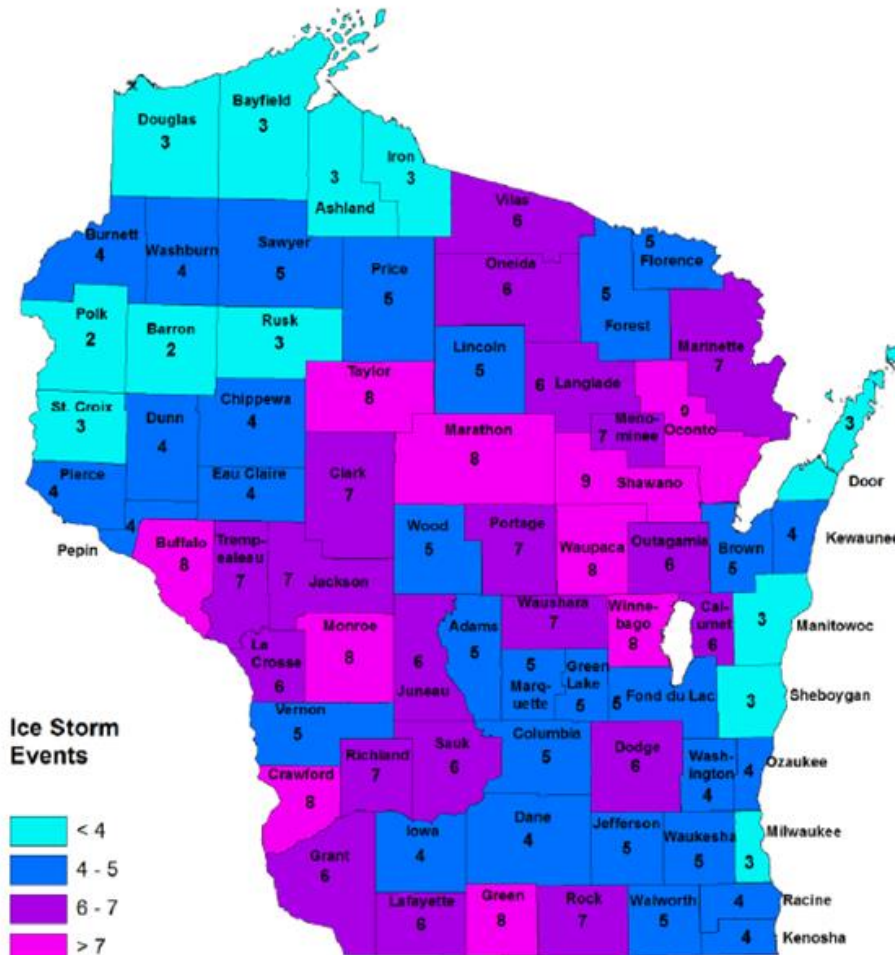 Bayfield
3
Douglas
3
Iron
3
3
Ashland
Vilas
6
Burnett
4
Washburn
4
Sawyer
5
Price
5
Oneida
6
5
Florence
5
Forest
Polk
2
Barron
2
Rusk
3
Lincoln
5
Marinette
7
Taylor
8
6 Langlade
St. Croix
3
Dunn
4
Chippewa
4
Marathon
8
Meno-
7 minee
Oconto
3
Door
Pierce
4
Eau Claire
4
Clark
7
9
Shawano
4
Pepin
Buffalo
8
Tremp-
ealeau
7
7
Jackson
Wood
5
Portage
7
Waupaca
8
Outagamie
6
Brown
5
4
Kewaunee
Monroe
8
La
Crosse
6
6
Juneau
Adams
5
Waushara
7
Winne-
bago
8
Cal-
umet
6
3
Manitowoc
5
Marq-
uette
Green
Lake
5
5
Fond du Lac
3
Sheboygan
Vernon
5
Richland
7
Sauk
6
Columbia
5
Dodge
6
Wash-
ington
4
4
Ozaukee
Crawford
8
Iowa
4
Dane
4
Jefferson
5
Waukesha
5
3
Milwaukee
Grant
6
Lafayette
6
Green
8
Rock
7
Walworth
5
4
Racine
4
Kenosha
Ice Storm
Events
< 4
4 - 5
6 - 7
> 7